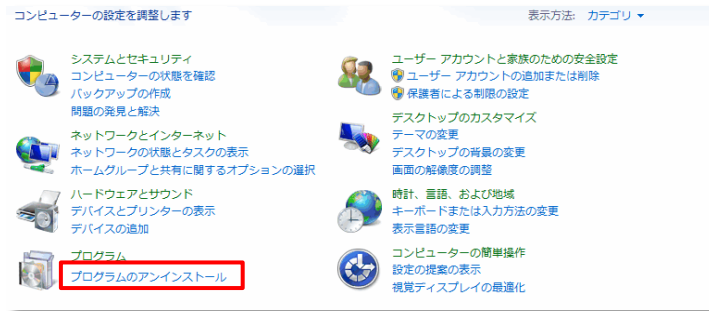 コンピューターの設定を調整します
表示方法: カテゴリ
システムとセキュリティ
コンピューターの状態を確認
バックアップの作成
問題の発見と解決
ネットワークとインターネット
ネットワークの状態とタスクの表示
ホームグループと共有に関するオプションの選択
ハードウェアとサウンド
デバイスとプリンターの表示
デバイスの追加
プログラム
プログラムのアンインストール
ユーザー アカウントと家族のための安全設定
ユーザー アカウントの追加または削除
保護者による制限の設定
デスクトップのカスタマイズ
テーマの変更
デスクトップの背景の変更
画面の解像度の調整
時計、言語、および地域
キーボードまたは入力方法の変更
表示言語の変更
コンピューターの簡単操作
設定の提案の表示
視覚ディスプレイの最適化